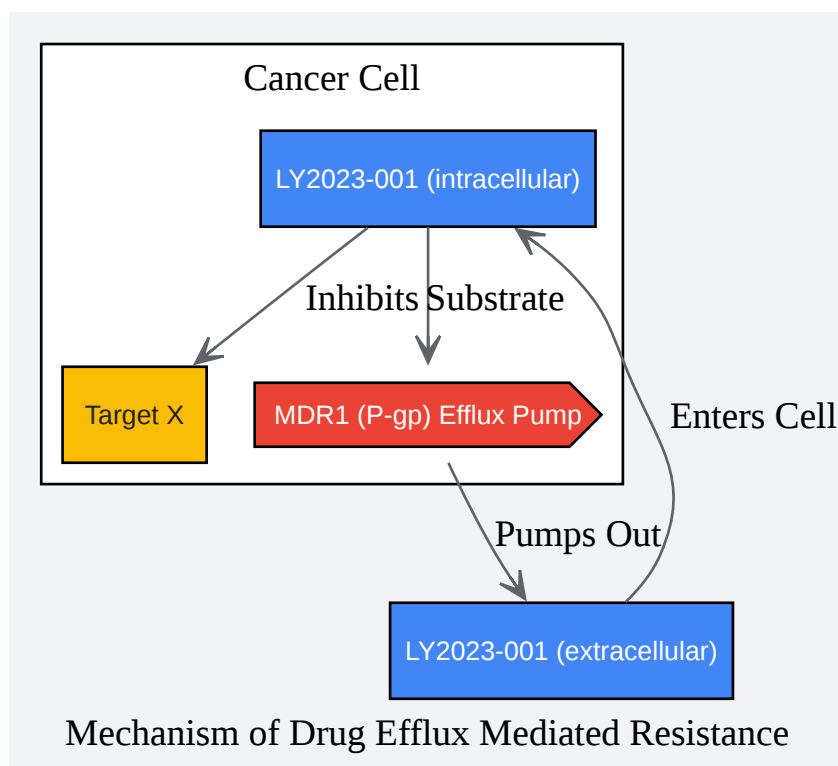 Cancer Cell
LY2023-001 (intracellular)
Inhibits
Substrate
Target X
MDR1 (P-gp) Efflux Pump
Enters Cell
Pumps Out
LY2023-001 (extracellular)
Mechanism of Drug Efflux Mediated Resistance